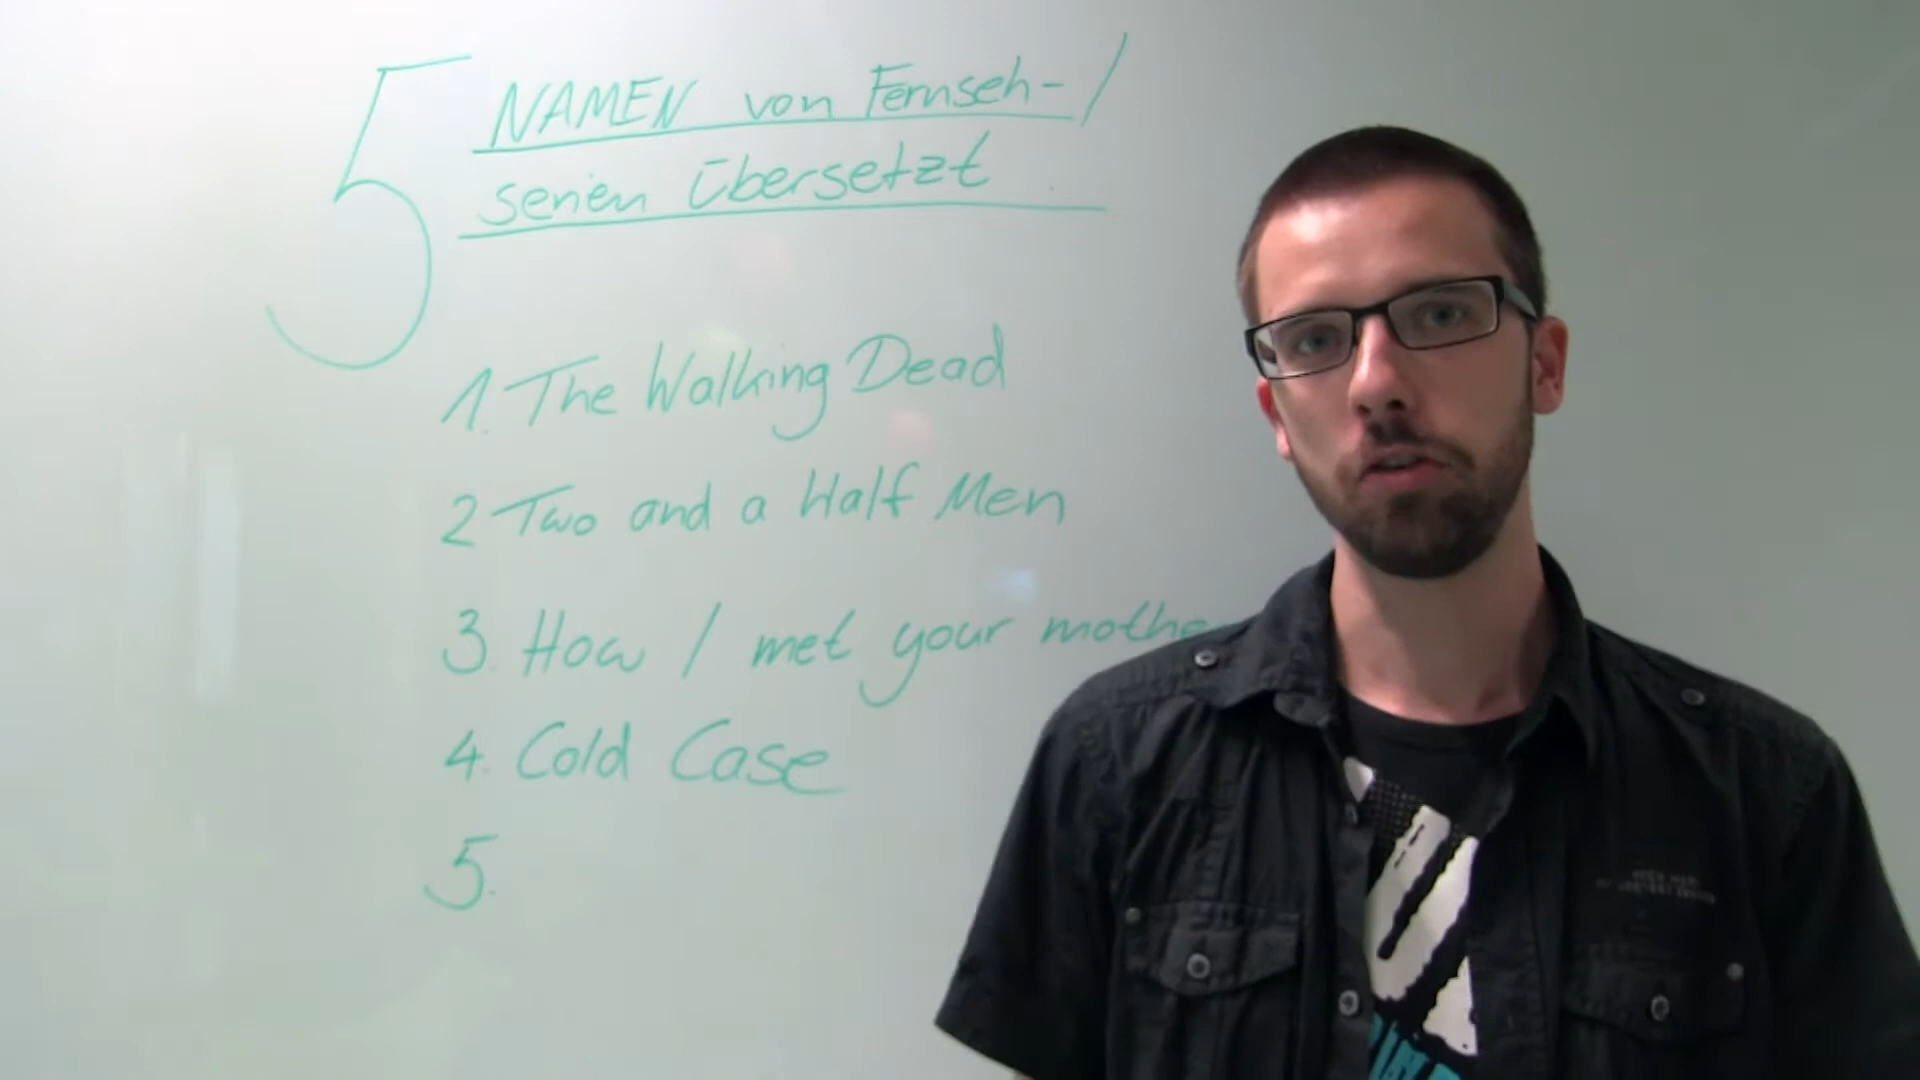 5 NAMEN von Fernseh-/
serien übersetzt
1. The Walking Dead
2 Two and a Half Men
3. How I met your mothe
4. Cold Case
5.